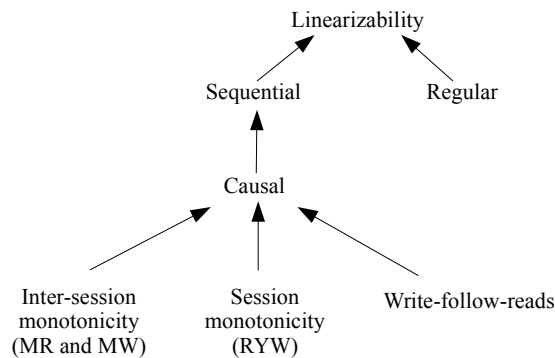 Linearizability
Sequential
Regular
Causal
Inter-session
monotonicity
(MR and MW)
Session
monotonicity
(RYW)
Write-follow-reads